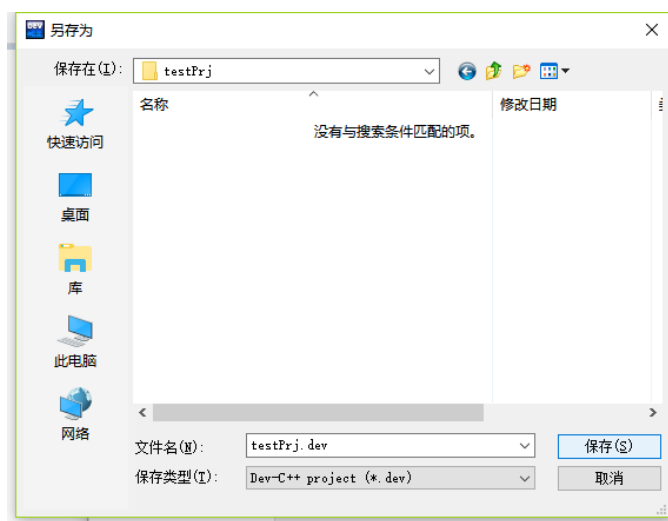 另存为
保存在(I):
testPrj
名称
修改日期
没有与搜索条件匹配的项。
快速访问
桌面
库
此电脑
网络
文件名(N):
testPrj.dev
保存(S)
保存类型(T):
Dev-C++ project (*.dev)
取消